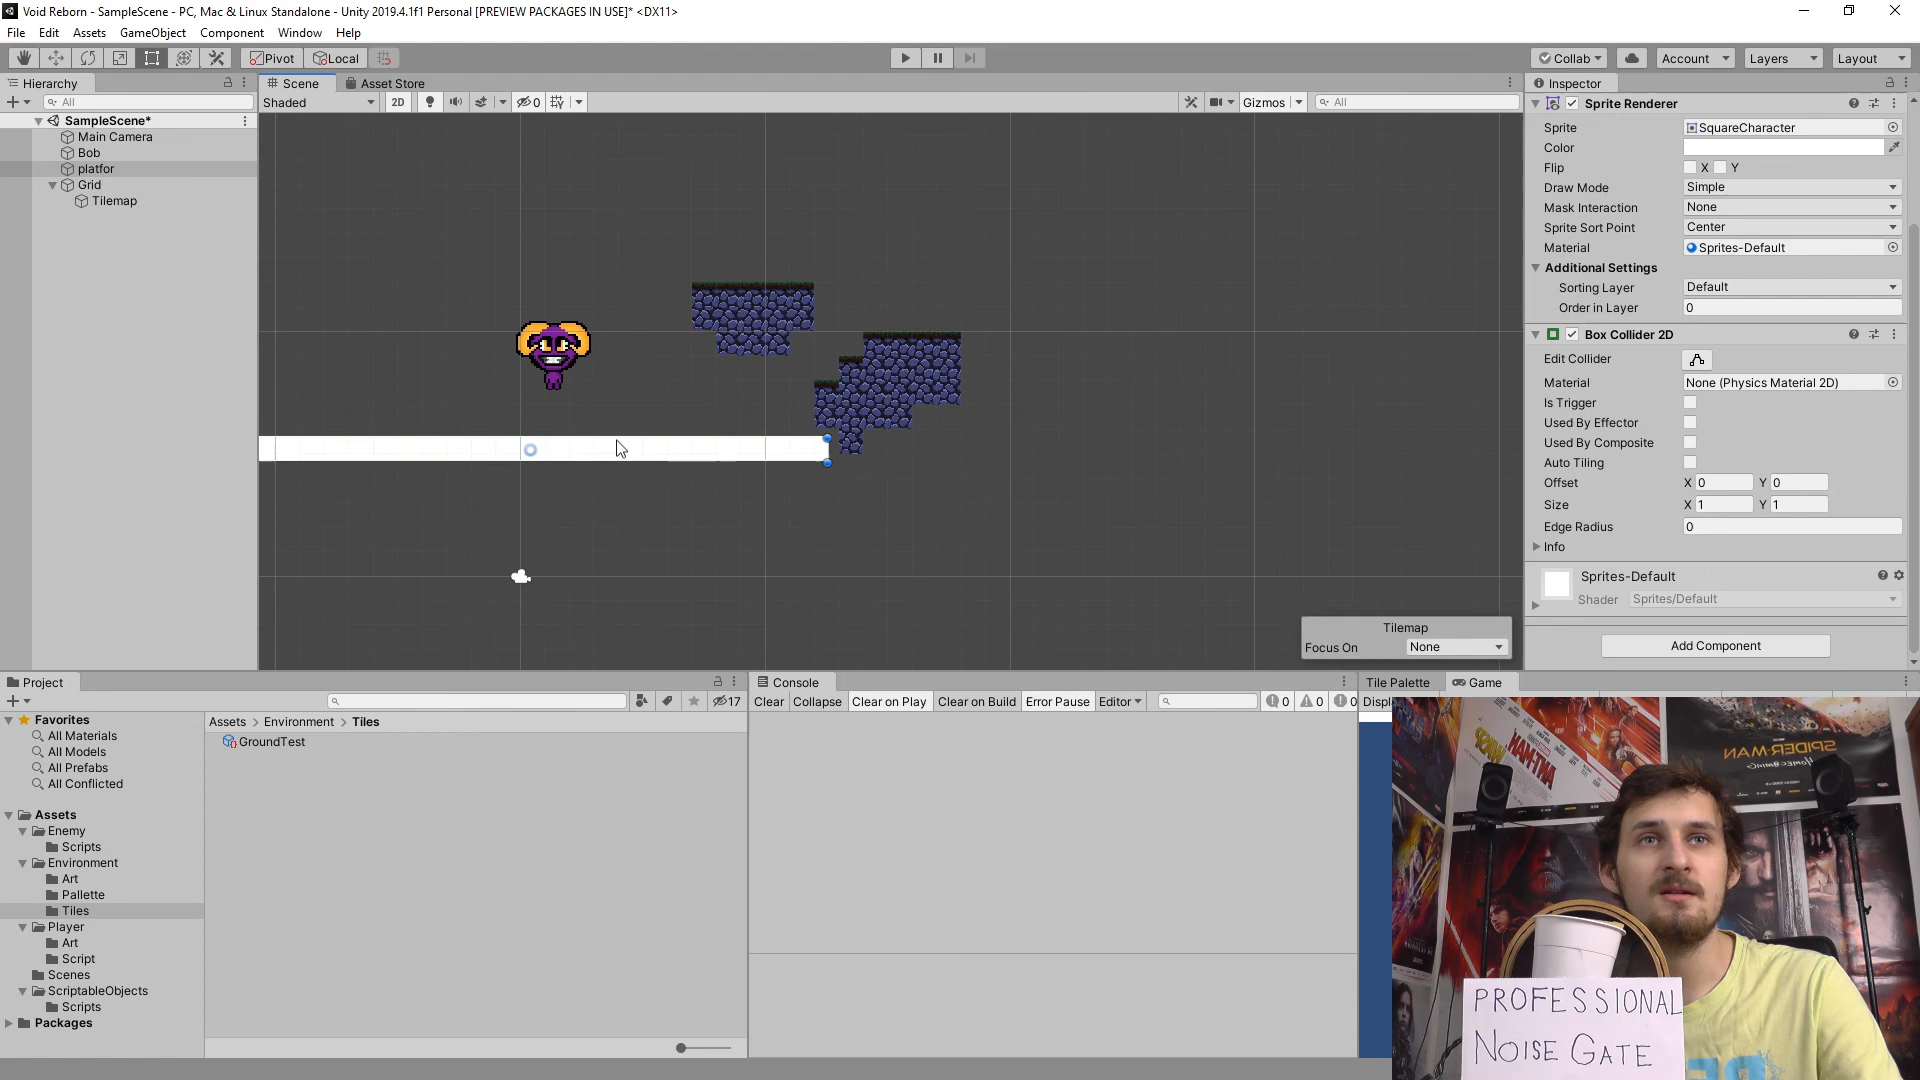 Void Reborn - SampleScene - PC, Mac & Linux Standalone - Unity 2019.4.1f1 Personal [PREVIEW PACKAGES IN USE]* <DX11>
File Edit Assets GameObject Component Window Help
Pivot Local Collab Account Layers Layout
Hierarchy
All
SampleScene*
Main Camera
Bob
platfor
Grid
Tilemap
Scene Asset Store
Shaded 2D 0 Gizmos All
Tilemap
Focus On None
Inspector
Sprite Renderer
Sprite SquareCharacter
Color
Flip X Y
Draw Mode Simple
Mask Interaction None
Sprite Sort Point Center
Material Sprites-Default
Additional Settings
Sorting Layer Default
Order in Layer 0
Box Collider 2D
Edit Collider
Material None (Physics Material 2D)
Is Trigger
Used By Effector
Used By Composite
Auto Tiling
Offset X 0 Y 0
Size X 1 Y 1
Edge Radius 0
Info
Sprites-Default
Shader Sprites/Default
Add Component
Project
17
Favorites
All Materials
All Models
All Prefabs
All Conflicted
Assets
Enemy
Scripts
Environment
Art
Pallette
Tiles
Player
Art
Script
Scenes
ScriptableObjects
Scripts
Packages
Assets > Environment > Tiles
GroundTest
Console
Clear Collapse Clear on Play Clear on Build Error Pause Editor 0 0 0
Tile Palette Game
Displ
ANT-MAN
WASP
SPIDER-MAN
HOMECOMING
PROFESSIONAL
NOISE GATE